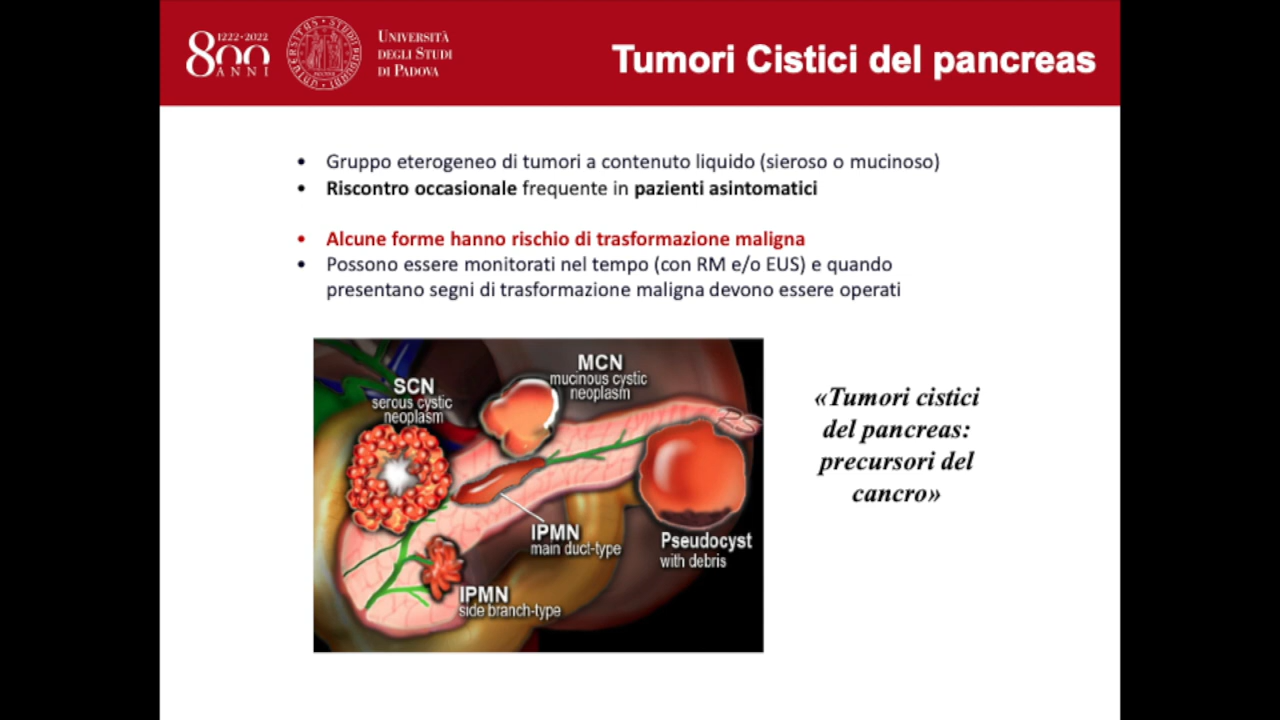 1222·2022
800
ANNI
UNIVERSITÀ
DEGLI STUDI
DI PADOVA
Tumori Cistici del pancreas
• Gruppo eterogeneo di tumori a contenuto liquido (sieroso o mucinoso)
• Riscontro occasionale frequente in pazienti asintomatici
• Alcune forme hanno rischio di trasformazione maligna
• Possono essere monitorati nel tempo (con RM e/o EUS) e quando
presentano segni di trasformazione maligna devono essere operati
SCN
serous cystic
neoplasm
MCN
mucinous cystic
neoplasm
RS
IPMN
main duct-type
Pseudocyst
with debris
IPMN
side branch-type
«Tumori cistici
del pancreas:
precursori del
cancro»